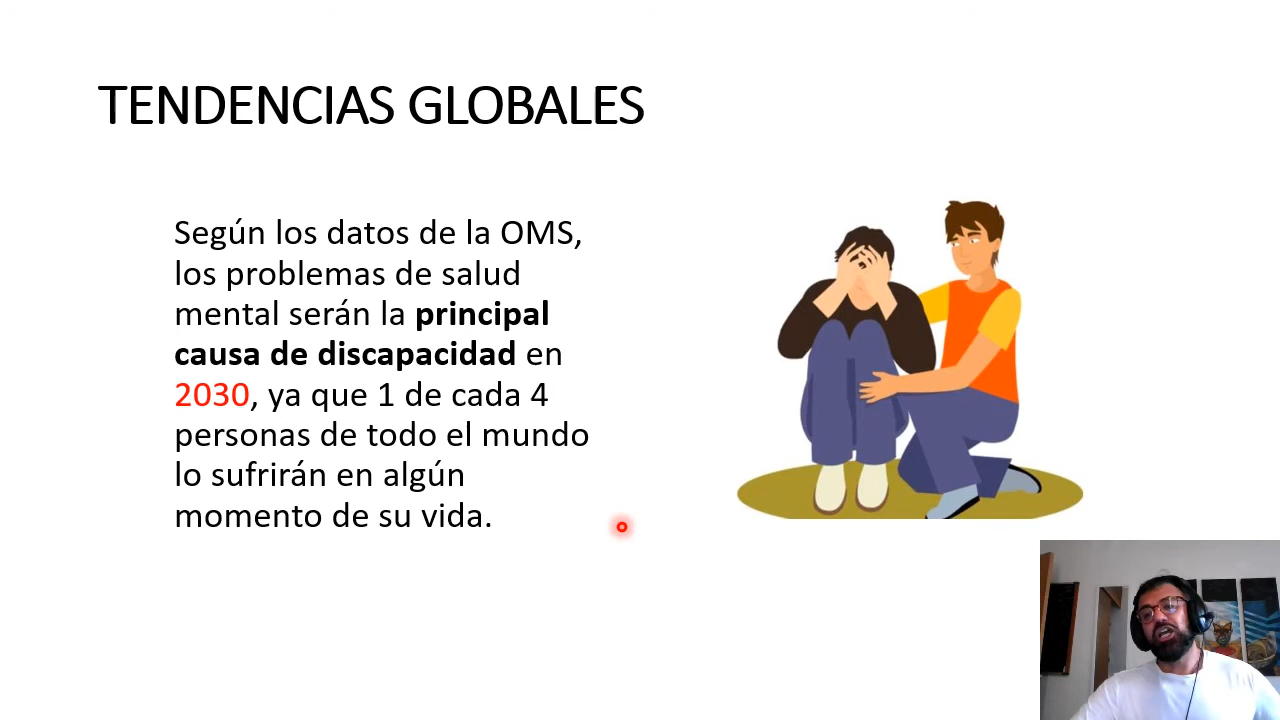 TENDENCIAS GLOBALES
Según los datos de la OMS,
los problemas de salud
mental serán la principal
causa de discapacidad en
2030, ya que 1 de cada 4
personas de todo el mundo
lo sufrirán en algún
momento de su vida.